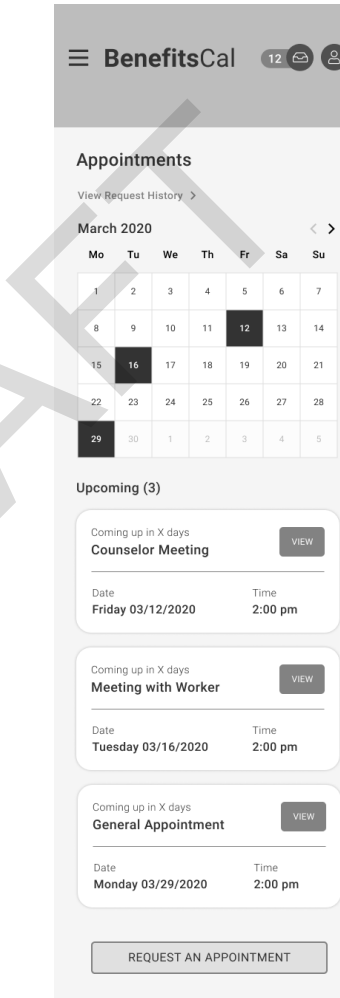 BenefitsCal 12
Appointments
View Request History >
March 2020 < >
Mo Tu We Th Fr Sa Su
1 2 3 4 5 6 7
8 9 10 11 12 13 14
15 16 17 18 19 20 21
22 23 24 25 26 27 28
29 30 1 2 3 4 5
Upcoming (3)
Coming up in X days
Counselor Meeting
VIEW
Date Time
Friday 03/12/2020 2:00 pm
Coming up in X days
Meeting with Worker
VIEW
Date Time
Tuesday 03/16/2020 2:00 pm
Coming up in X days
General Appointment
VIEW
Date Time
Monday 03/29/2020 2:00 pm
REQUEST AN APPOINTMENT